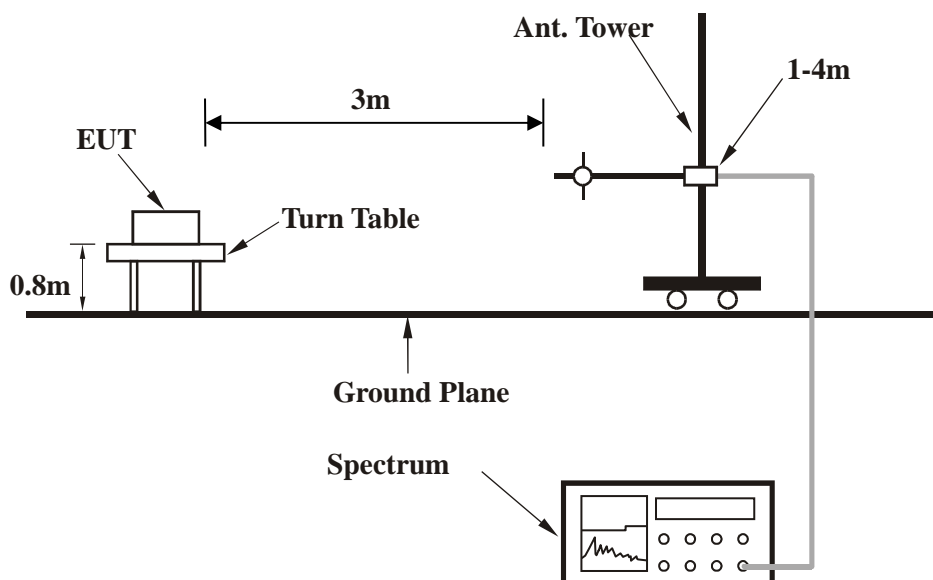 Ant. Tower
1-4m
3m
EUT
Turn Table
0.8m
Ground Plane
Spectrum